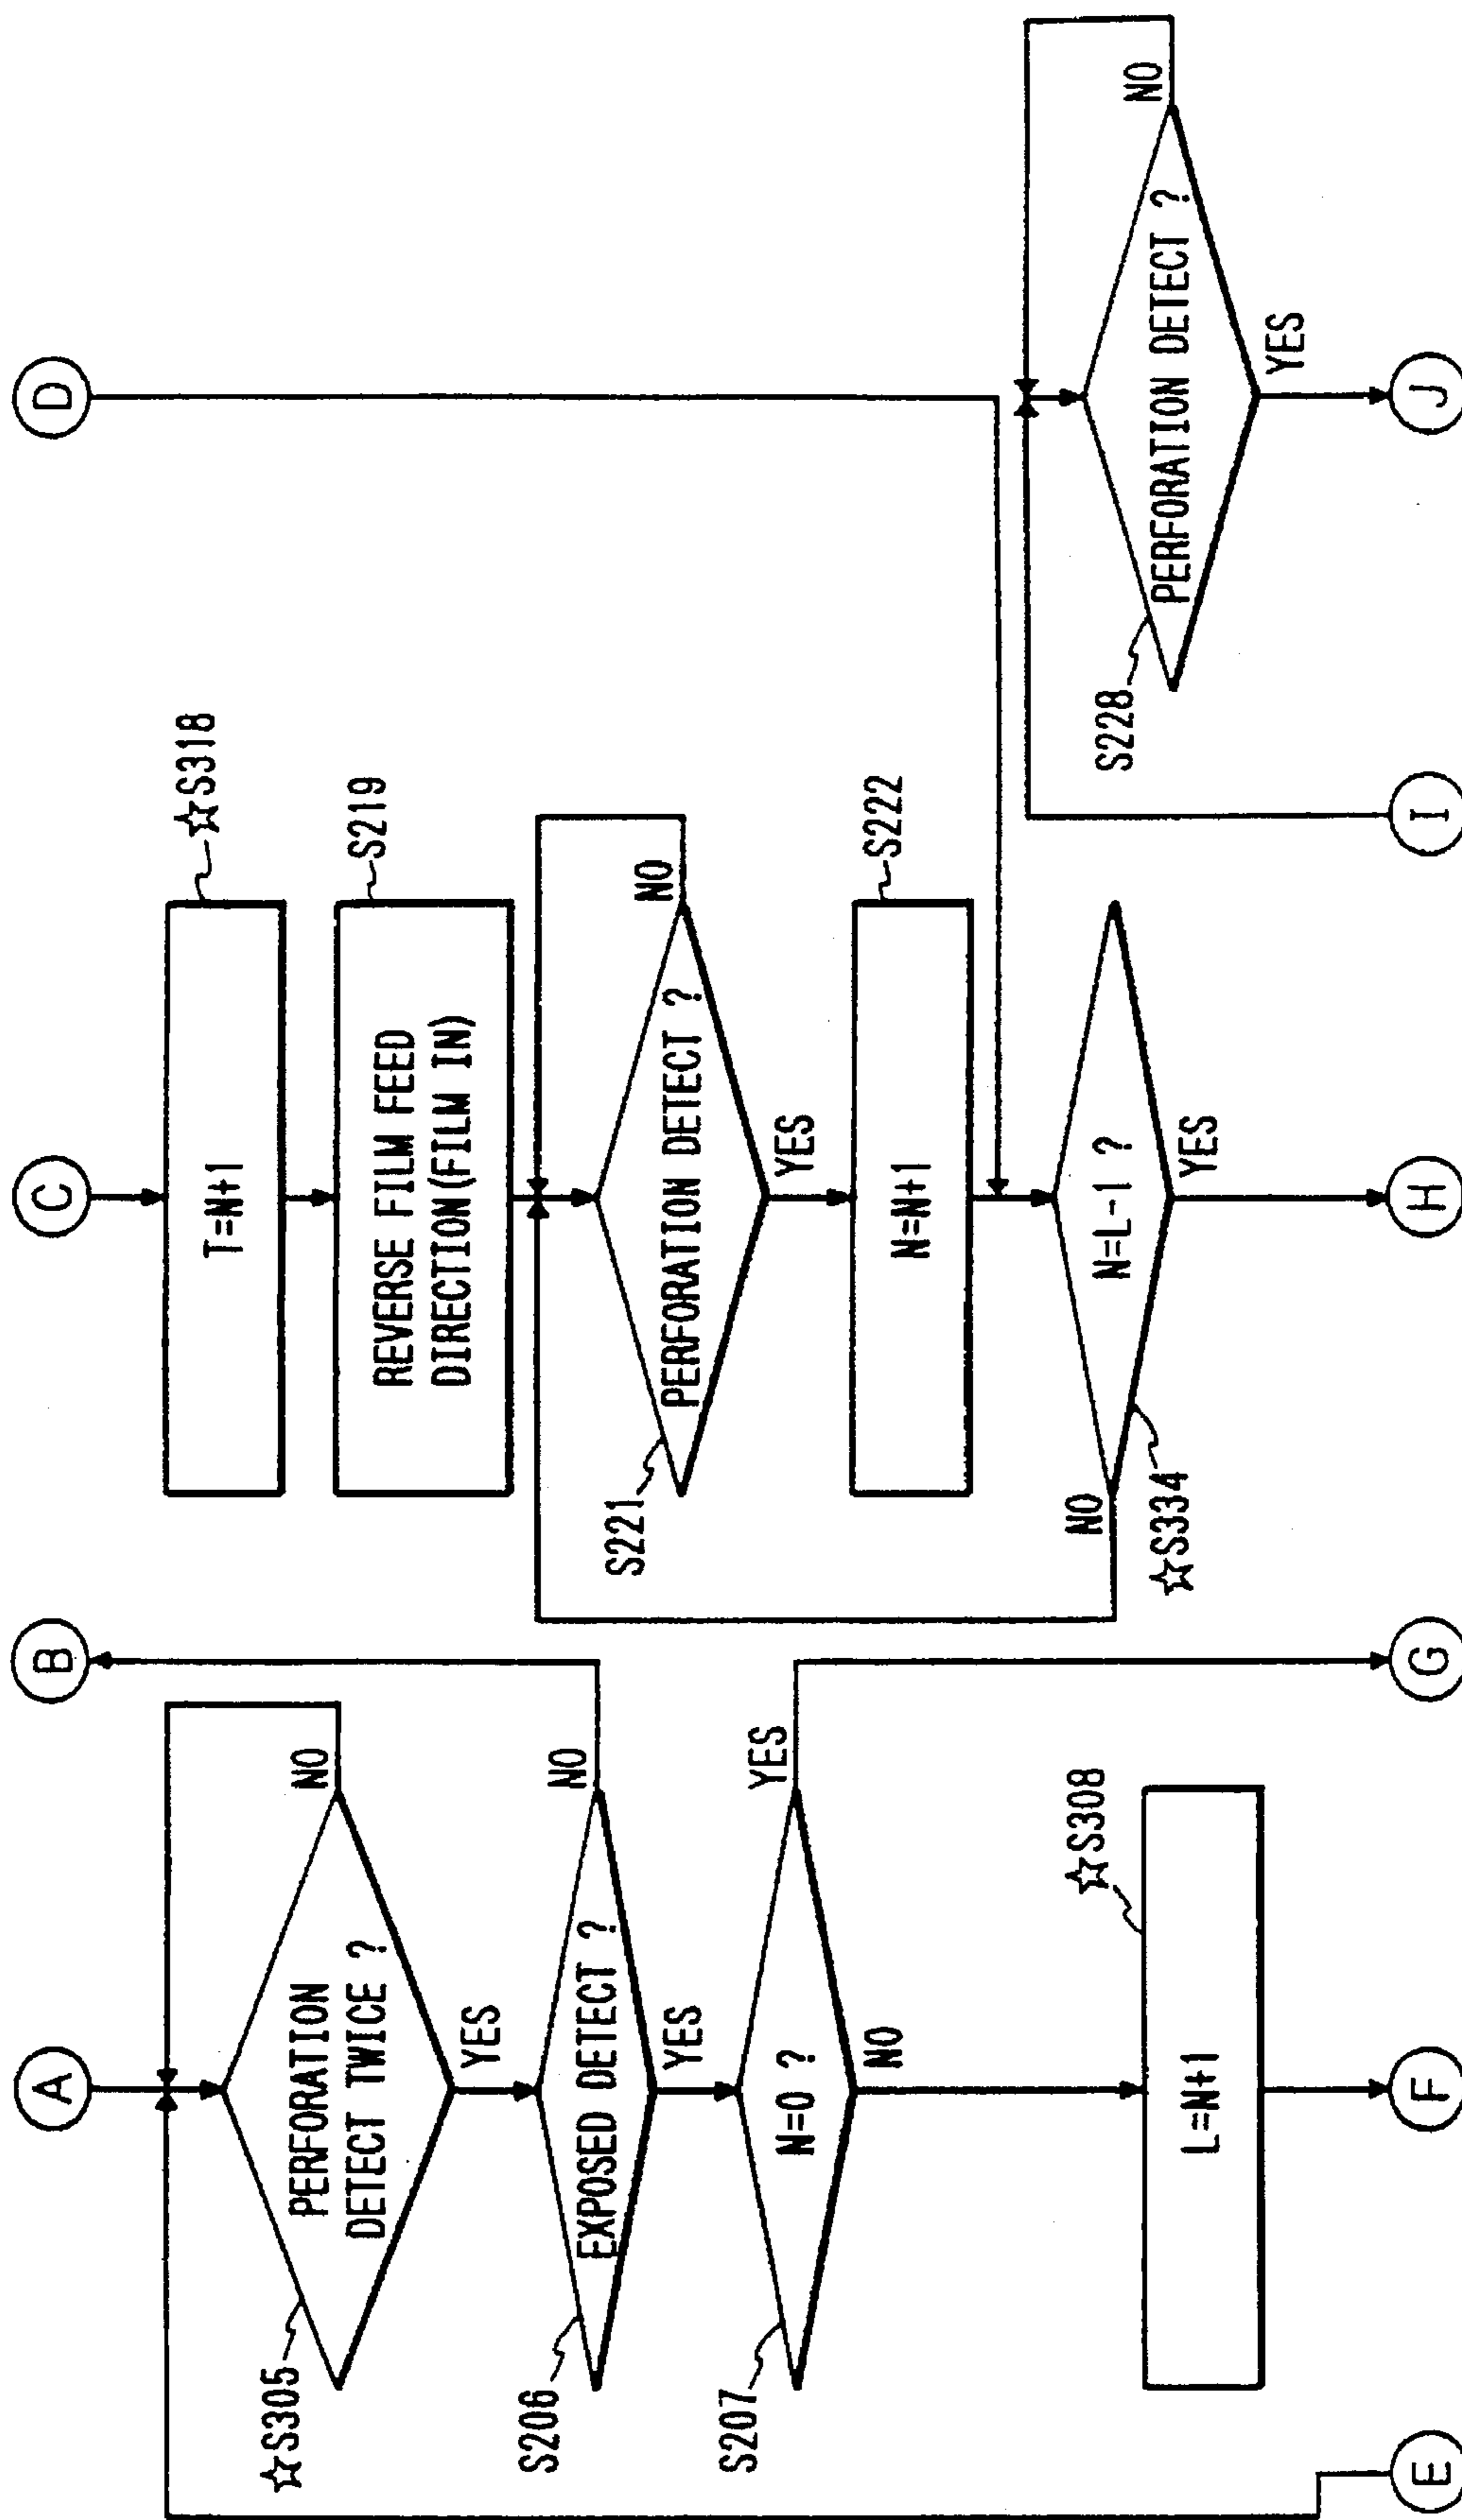 A
PERFORATION
DETECT TWICE ?
☆S305
NO
YES
B
EXPOSED DETECT ?
S206
NO
YES
N=0 ?
S207
YES
NO
L=N+1
☆S308
E
F
G
C
T=N+1
☆S318
REVERSE FILM FEED
DIRECTION(FILM IN)
S219
PERFORATION DETECT ?
S221
NO
YES
N=N+1
S222
N=L-1 ?
☆S334
NO
YES
H
D
PERFORATION DETECT ?
S228
NO
YES
I
J